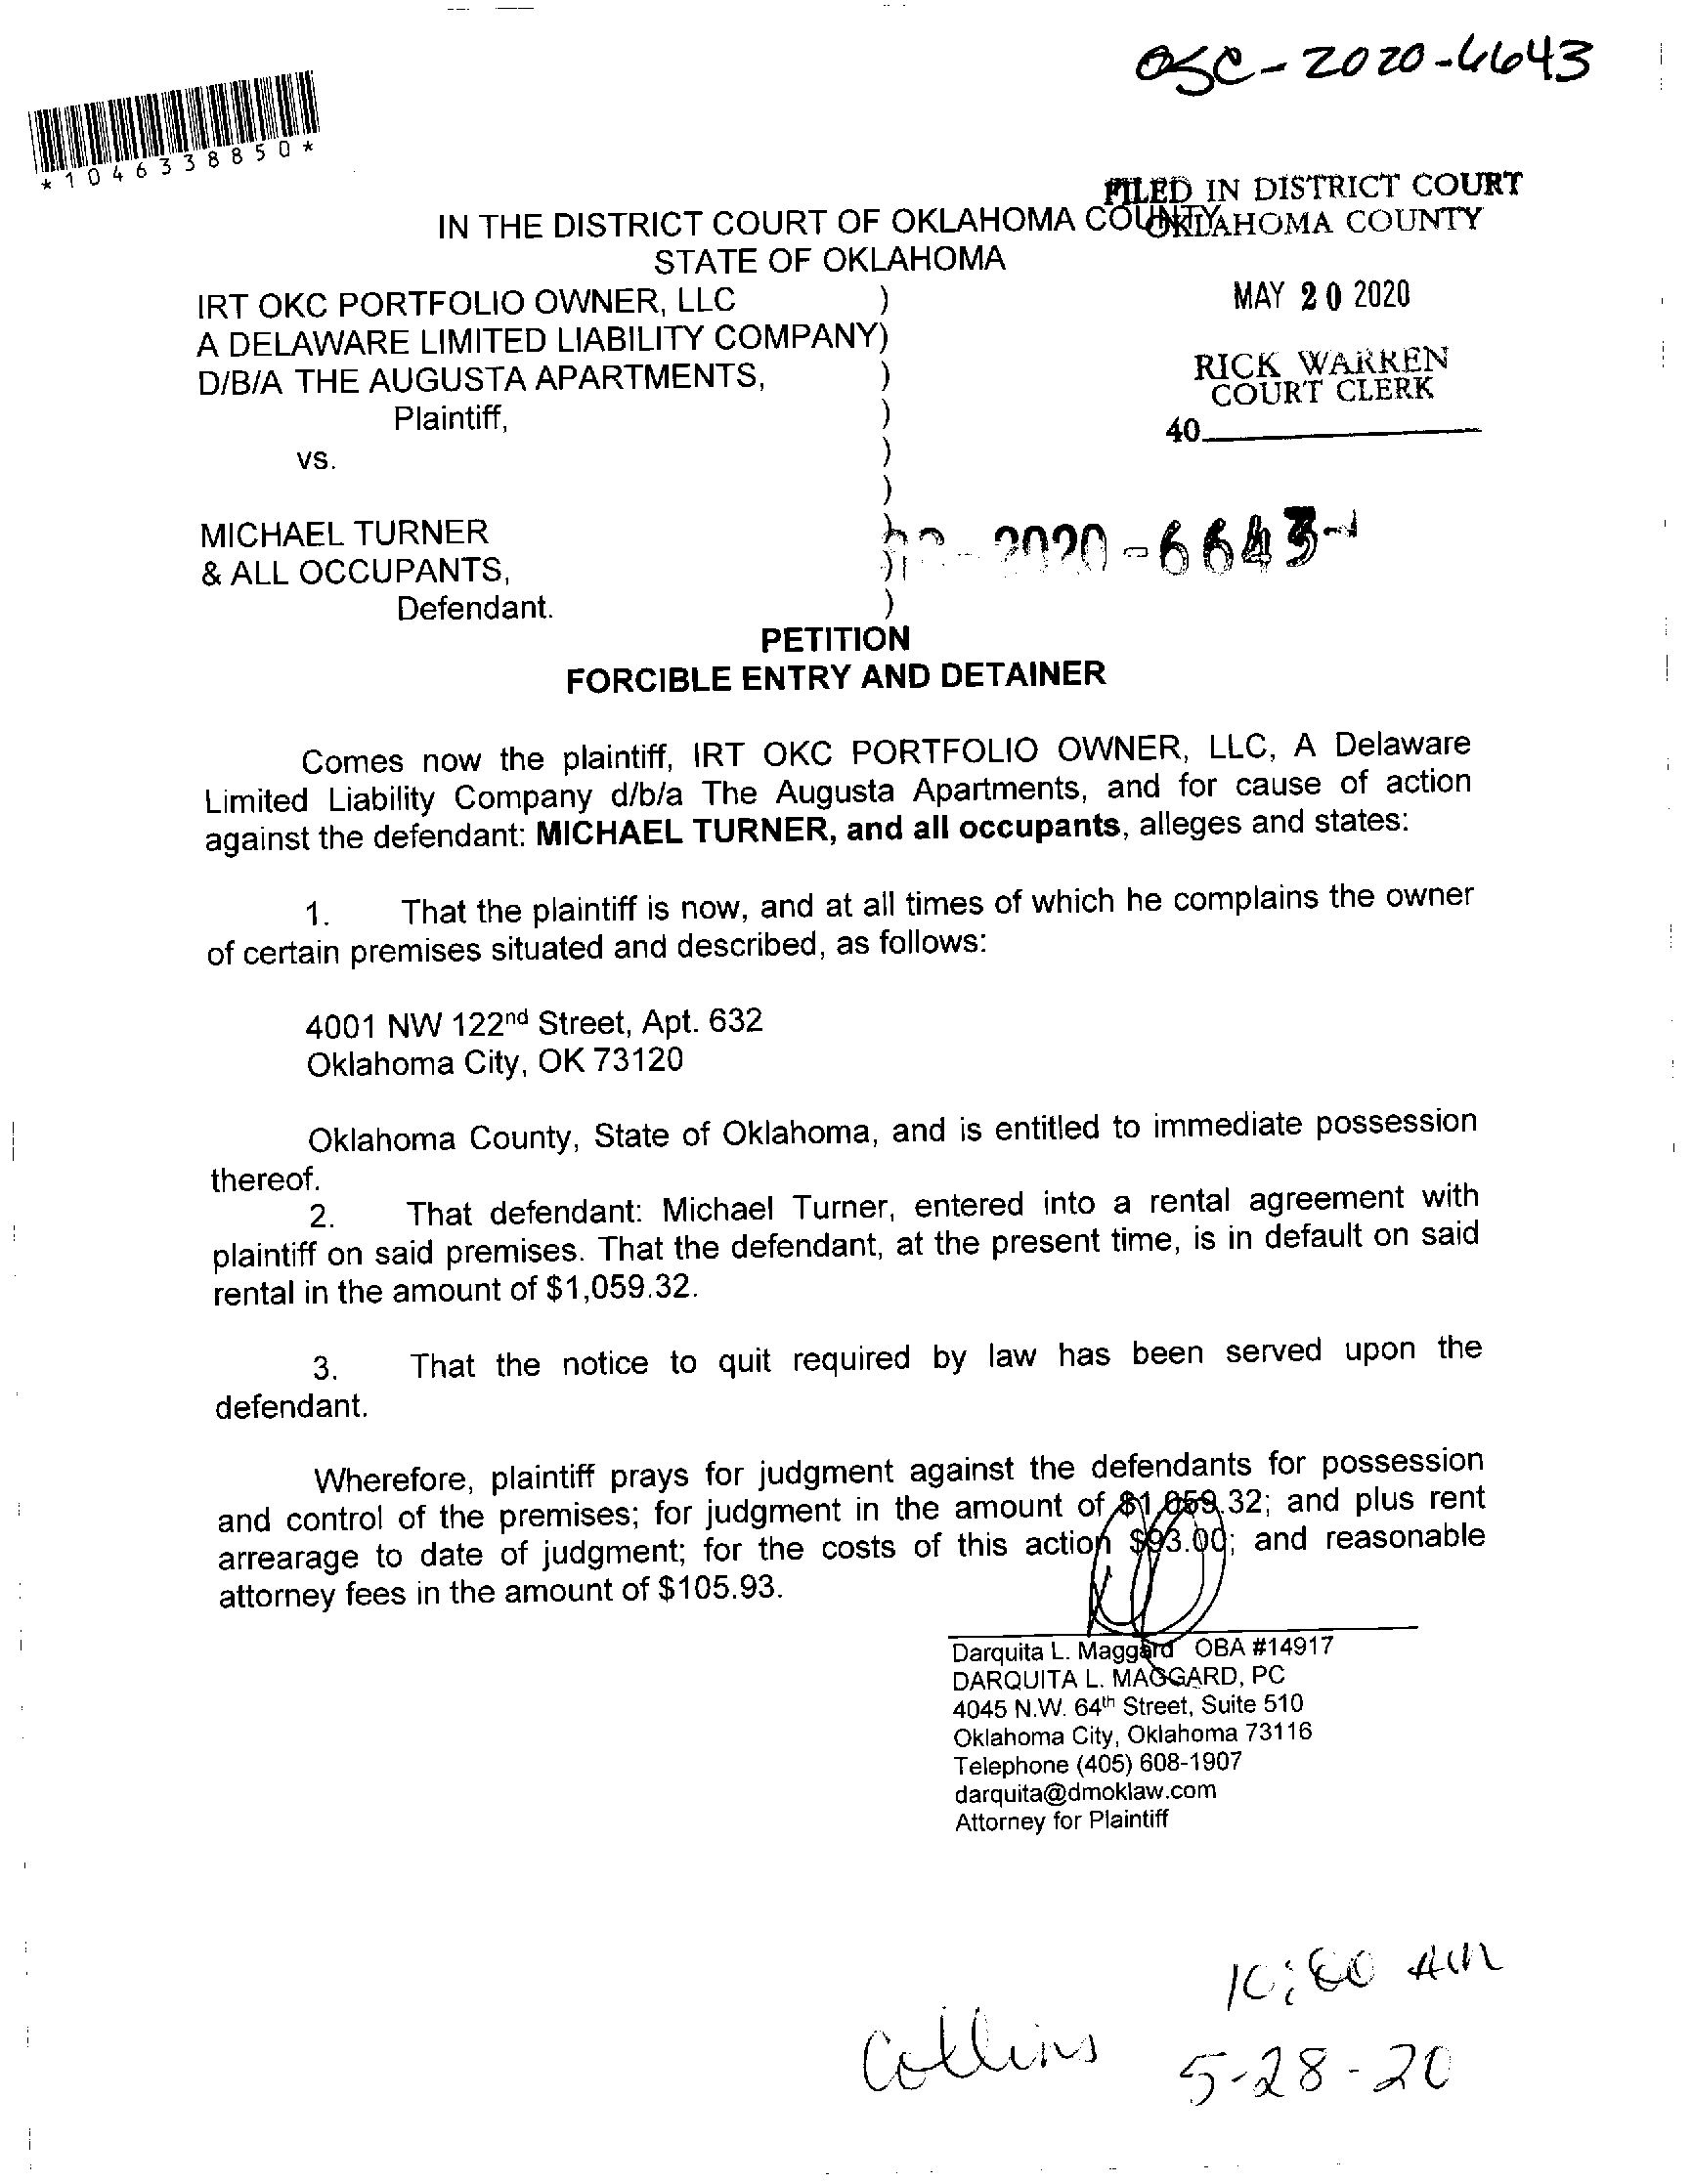 OSC-2020-6643
*1046338850*
FILED IN DISTRICT COURT
IN THE DISTRICT COURT OF OKLAHOMA COUNTY
OKLAHOMA COUNTY
STATE OF OKLAHOMA
IRT OKC PORTFOLIO OWNER, LLC )
MAY 20 2020
A DELAWARE LIMITED LIABILITY COMPANY)
RICK WARREN
D/B/A THE AUGUSTA APARTMENTS, )
COURT CLERK
Plaintiff, )
40
vs. )
)
MICHAEL TURNER )
-2020-6643-
& ALL OCCUPANTS, )
Defendant. )
PETITION
FORCIBLE ENTRY AND DETAINER
Comes now the plaintiff, IRT OKC PORTFOLIO OWNER, LLC, A Delaware
Limited Liability Company d/b/a The Augusta Apartments, and for cause of action
against the defendant: MICHAEL TURNER, and all occupants, alleges and states:
1. That the plaintiff is now, and at all times of which he complains the owner
of certain premises situated and described, as follows:
4001 NW 122nd Street, Apt. 632
Oklahoma City, OK 73120
Oklahoma County, State of Oklahoma, and is entitled to immediate possession
thereof.
2. That defendant: Michael Turner, entered into a rental agreement with
plaintiff on said premises. That the defendant, at the present time, is in default on said
rental in the amount of $1,059.32.
3. That the notice to quit required by law has been served upon the
defendant.
Wherefore, plaintiff prays for judgment against the defendants for possession
and control of the premises; for judgment in the amount of $1,059.32; and plus rent
arrearage to date of judgment; for the costs of this action $93.00; and reasonable
attorney fees in the amount of $105.93.
Darquita L. Maggard OBA #14917
DARQUITA L. MAGGARD, PC
4045 N.W. 64th Street, Suite 510
Oklahoma City, Oklahoma 73116
Telephone (405) 608-1907
darquita@dmoklaw.com
Attorney for Plaintiff
AM
Collins
5-28-20